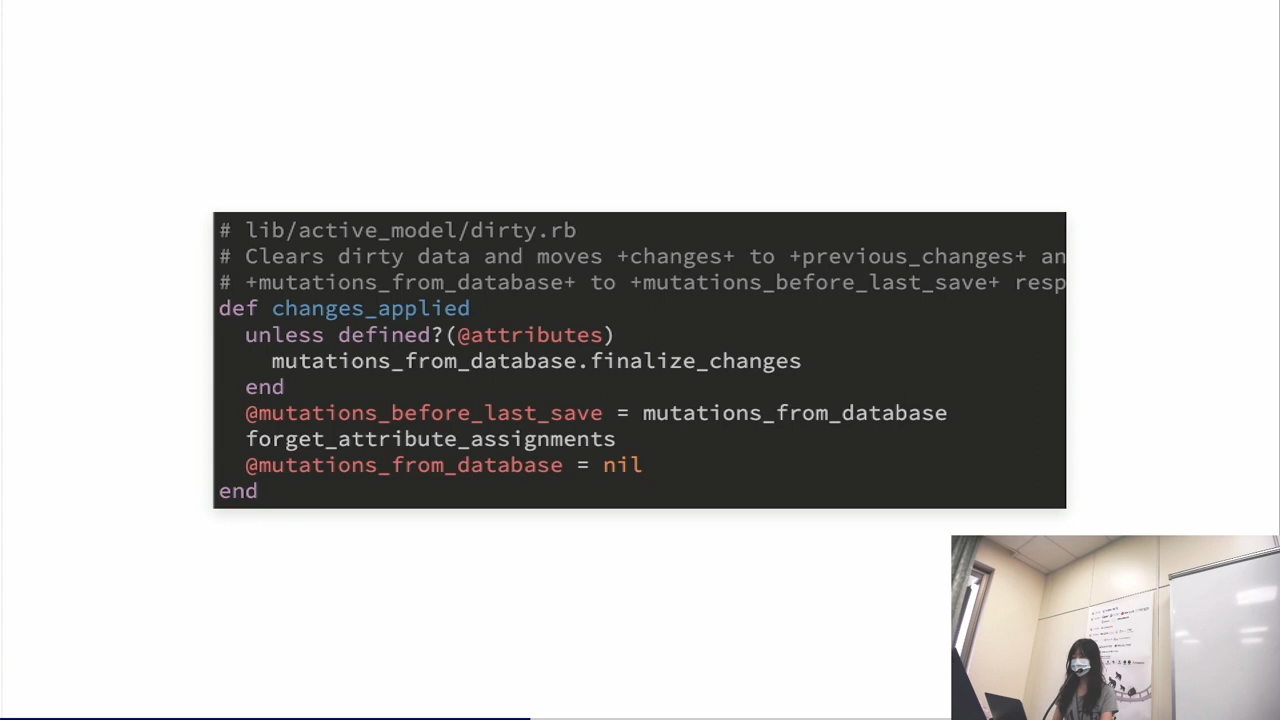 # lib/active_model/dirty.rb
# Clears dirty data and moves +changes+ to +previous_changes+ an
# +mutations_from_database+ to +mutations_before_last_save+ resp
def changes_applied
unless defined?(@attributes)
mutations_from_database.finalize_changes
end
@mutations_before_last_save = mutations_from_database
forget_attribute_assignments
@mutations_from_database = nil
end